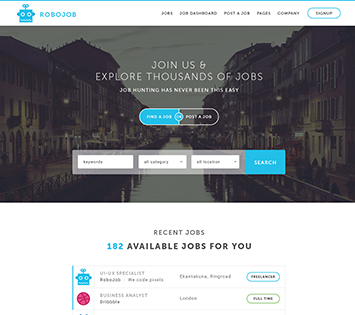 ROBOJOB
JOBS JOB DASHBOARD POST A JOB PAGES COMPANY SIGNUP
JOIN US &
EXPLORE THOUSANDS OF JOBS
JOB HUNTING HAS NEVER BEEN THIS EASY
FIND A JOB OR POST A JOB
keywords all category all location SEARCH
RECENT JOBS
182 AVAILABLE JOBS FOR YOU
UI-UX SPECIALIST
RoboJob - We code pixels
Ekantakuna, Ringroad
FREELANCER
BUSINESS ANALYST
Dribbble
London
FULL TIME